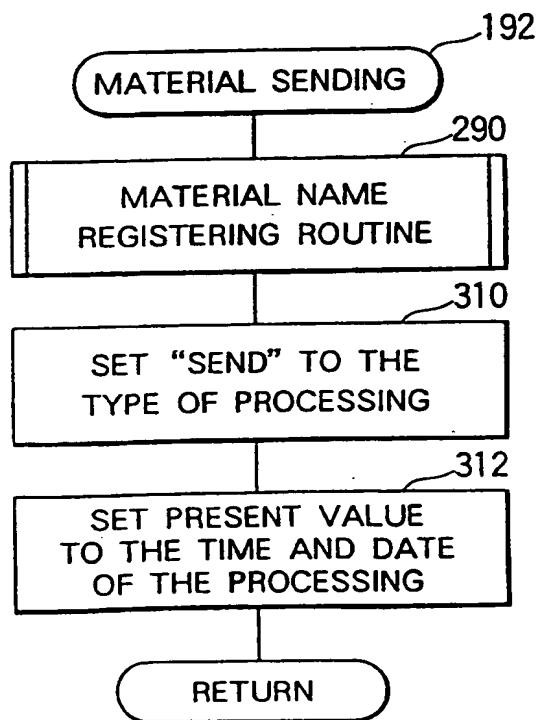 192
MATERIAL SENDING
290
MATERIAL NAME
REGISTERING ROUTINE
310
SET “SEND” TO THE
TYPE OF PROCESSING
312
SET PRESENT VALUE
TO THE TIME AND DATE
OF THE PROCESSING
RETURN